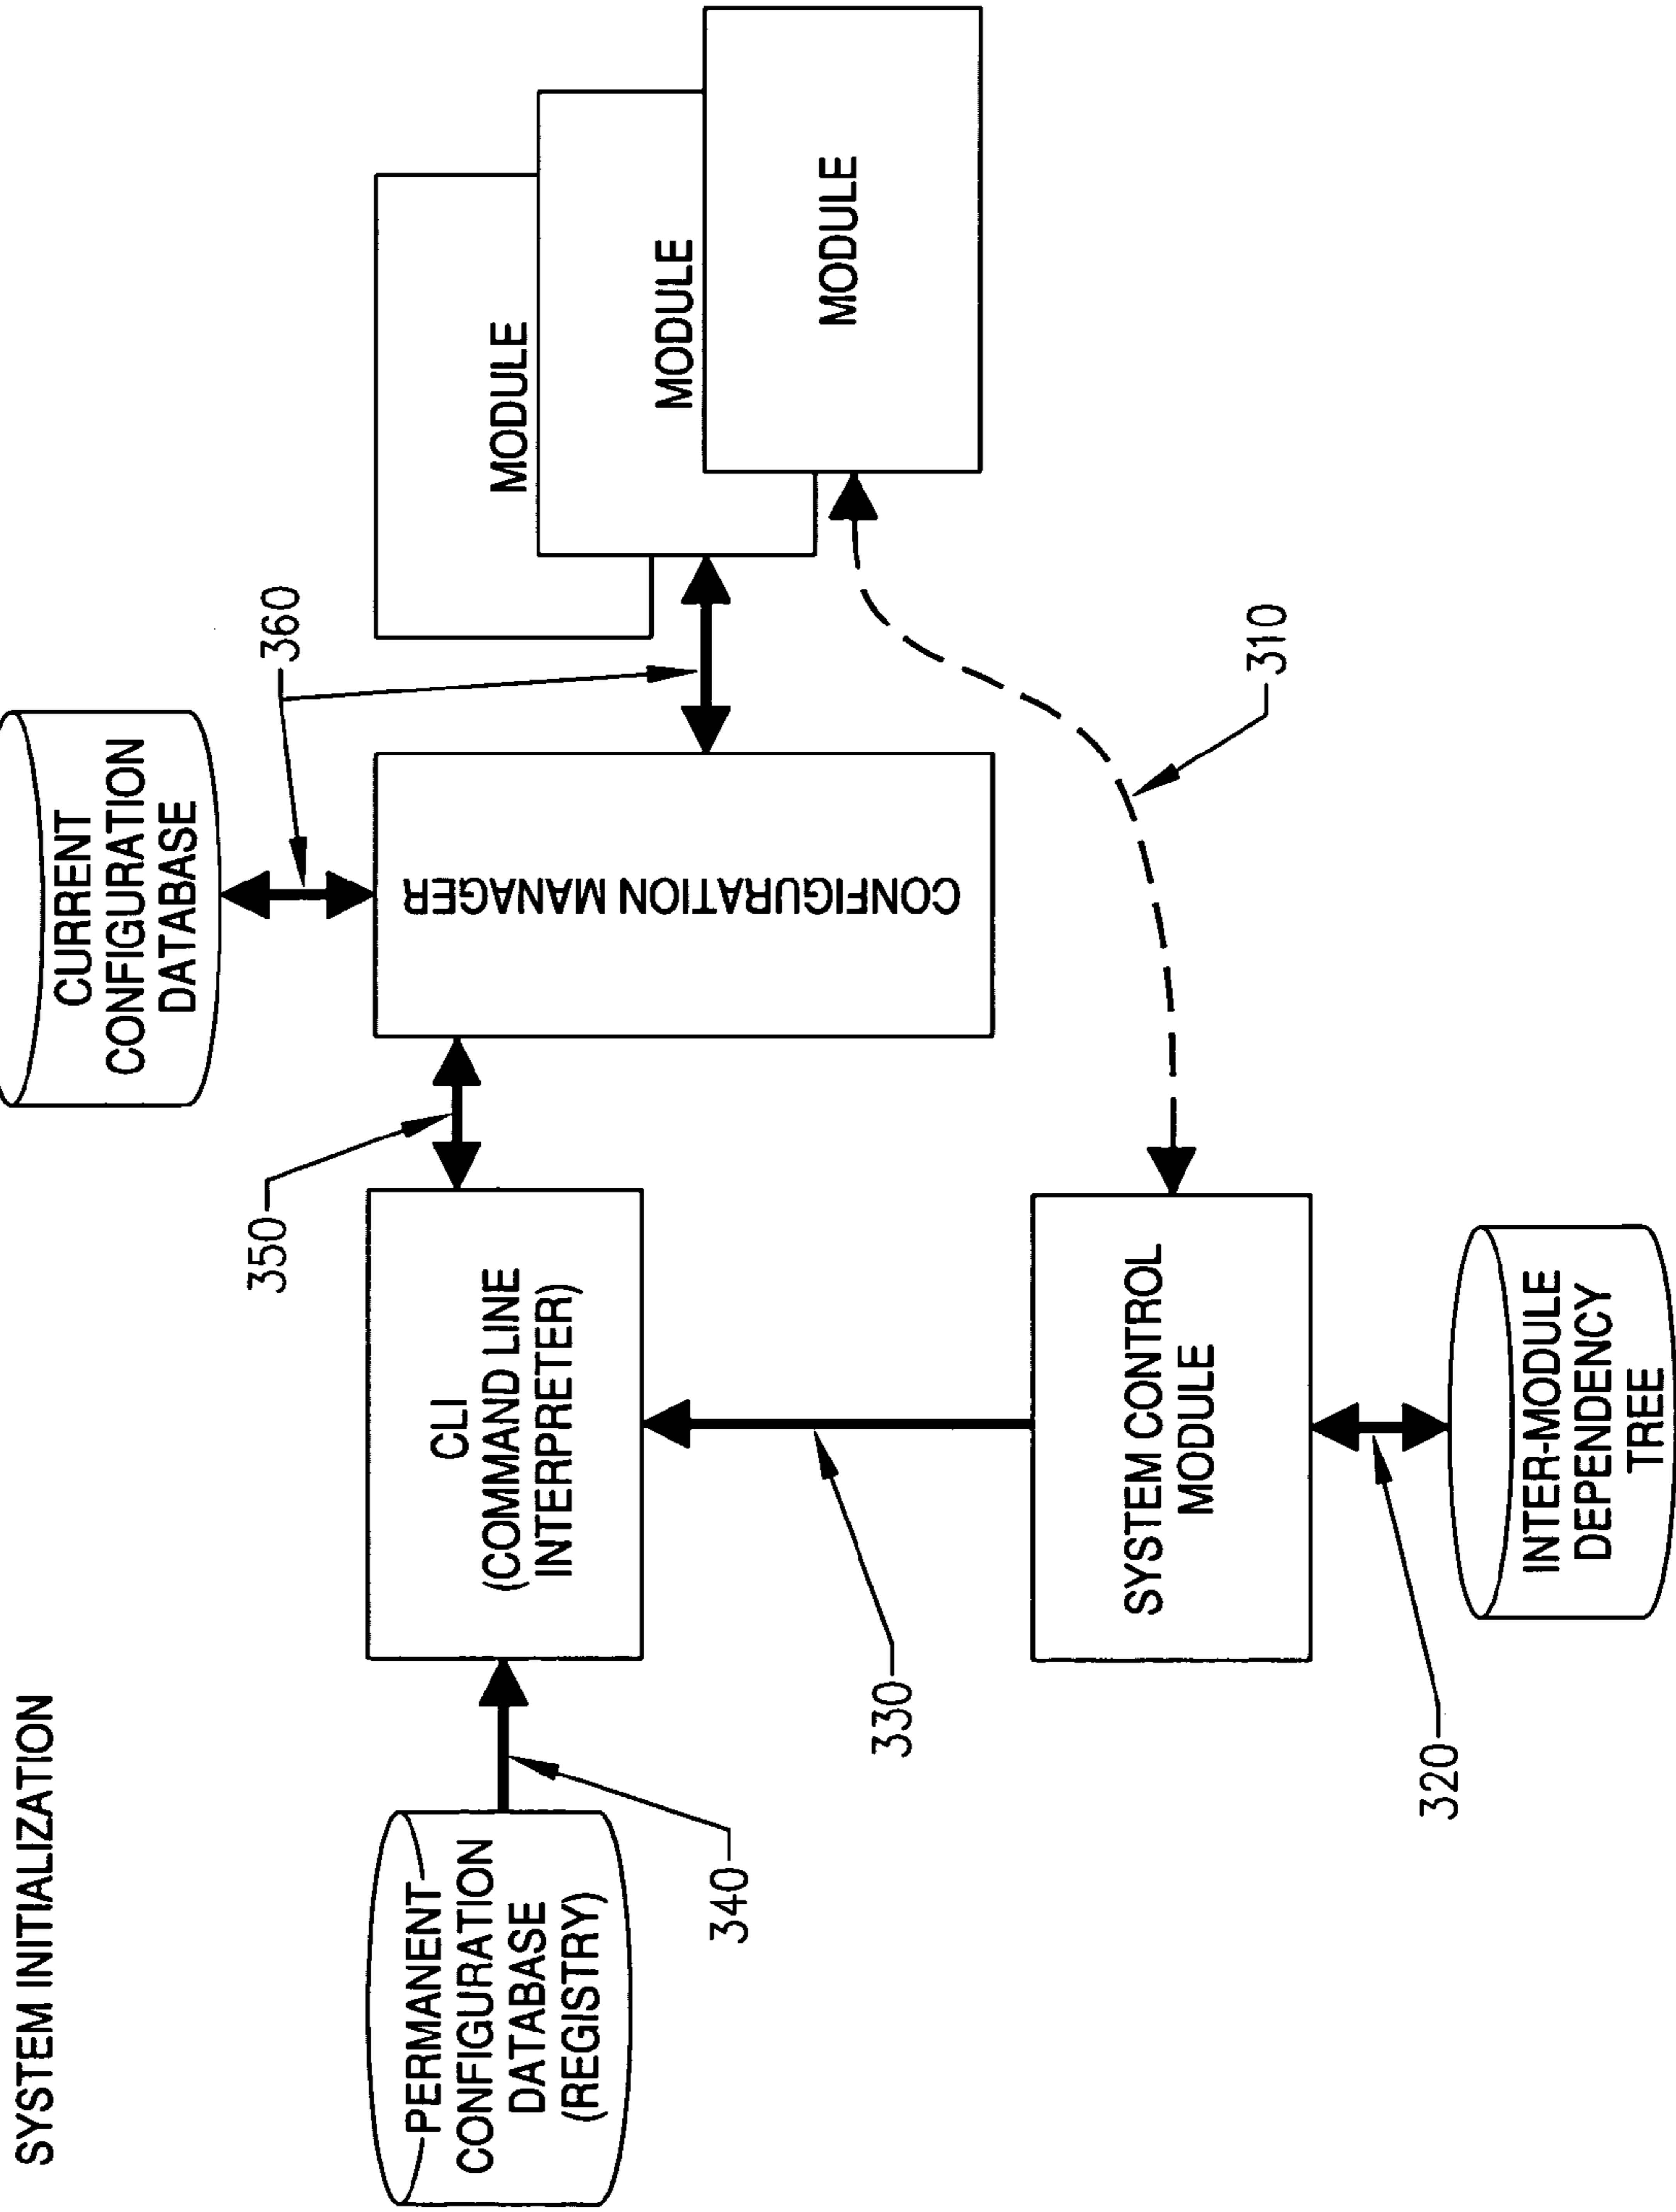 SYSTEM INITIALIZATION
CURRENT
CONFIGURATION
DATABASE
360
350
340
PERMANENT
CONFIGURATION
DATABASE
(REGISTRY)
CLI
(COMMAND LINE
INTERPRETER)
CONFIGURATION MANAGER
MODULE
MODULE
MODULE
330
310
SYSTEM CONTROL
MODULE
320
INTER-MODULE
DEPENDENCY
TREE